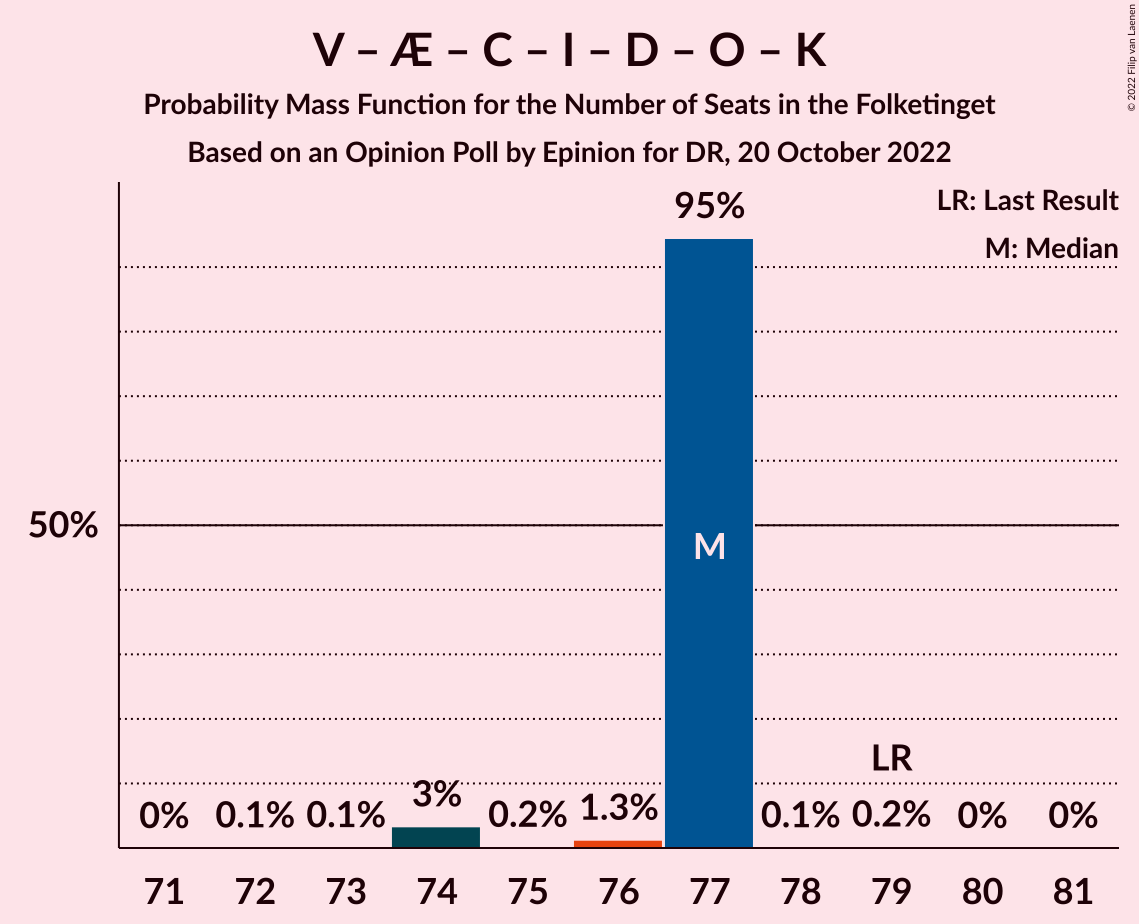 V – Æ – C – I – D – O – K
Probability Mass Function for the Number of Seats in the Folketinget
Based on an Opinion Poll by Epinion for DR, 20 October 2022
© 2022 Filip van Laenen
LR: Last Result
M: Median
95%
50%
M
LR
0% 0.1% 0.1% 3% 0.2% 1.3% 0.1% 0.2% 0% 0%
71 72 73 74 75 76 77 78 79 80 81